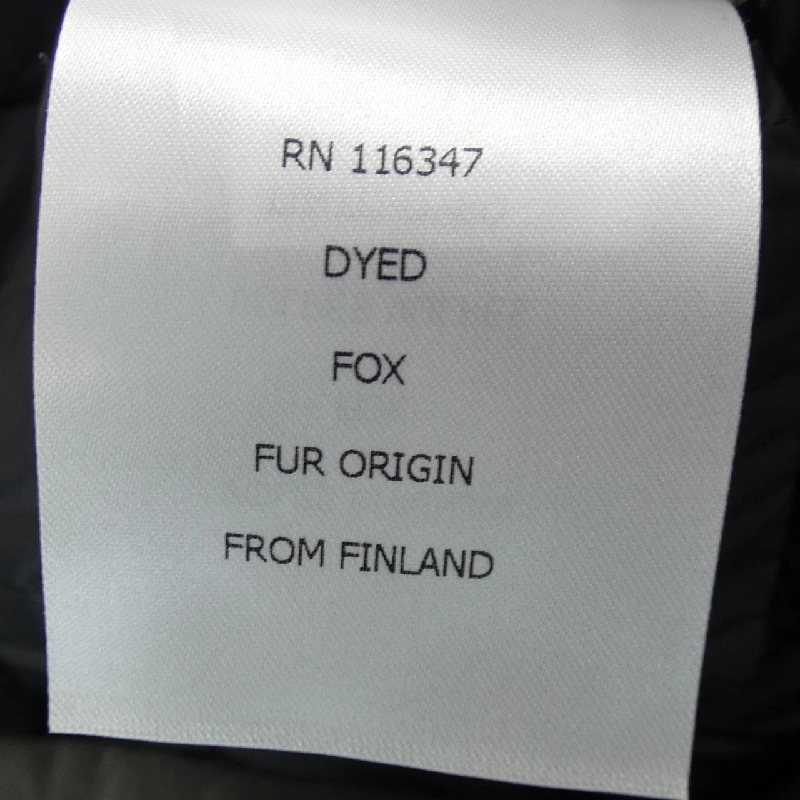 RN 116347
DYED
FOX
FUR ORIGIN
FROM FINLAND